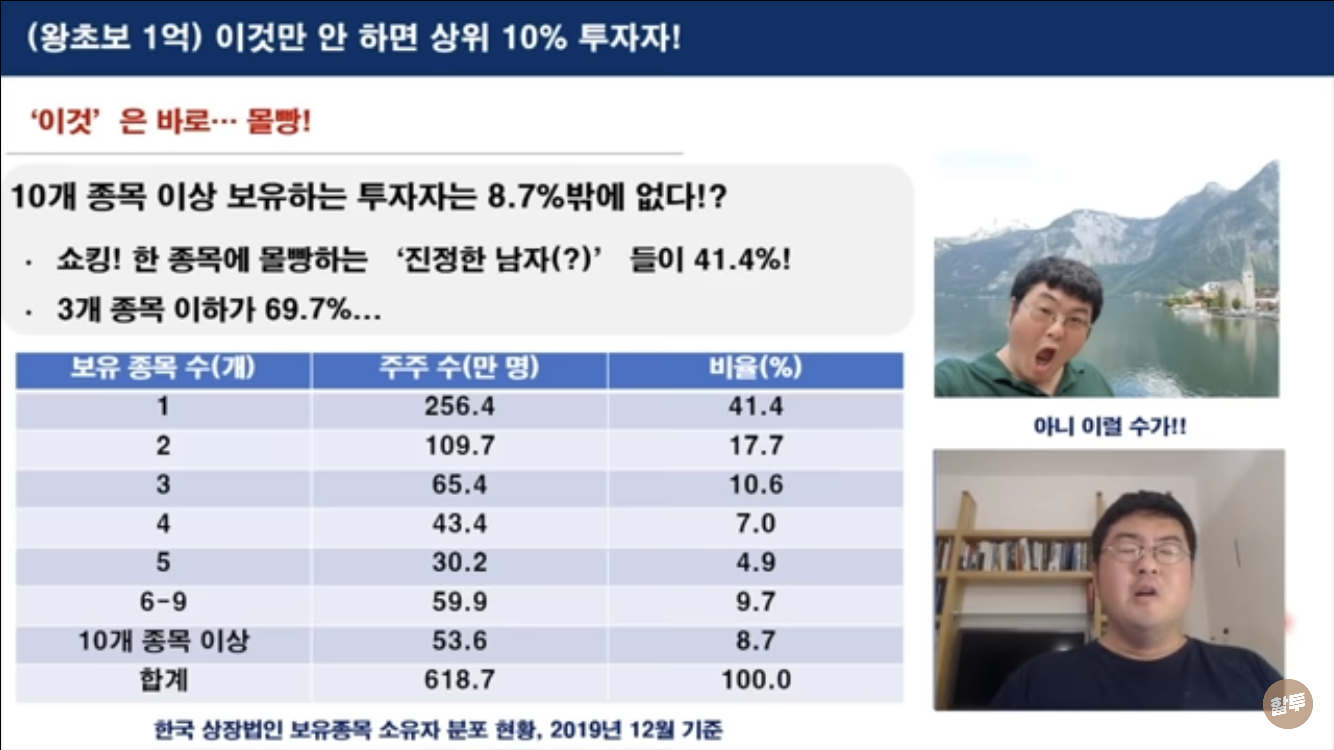 (왕초보 1억) 이것만 안 하면 상위 10% 투자자!
‘이것’ 은 바로… 몰빵!
10개 종목 이상 보유하는 투자자는 8.7%밖에 없다!?
· 쇼킹! 한 종목에 몰빵하는 ‘진정한 남자(?)’ 들이 41.4%!
· 3개 종목 이하가 69.7%…
보유 종목 수(개) 주주 수(만 명) 비율(%)
1 256.4 41.4
2 109.7 17.7
3 65.4 10.6
4 43.4 7.0
5 30.2 4.9
6-9 59.9 9.7
10개 종목 이상 53.6 8.7
합계 618.7 100.0
한국 상장법인 보유종목 소유자 분포 현황, 2019년 12월 기준
아니 이럴 수가!!
할투